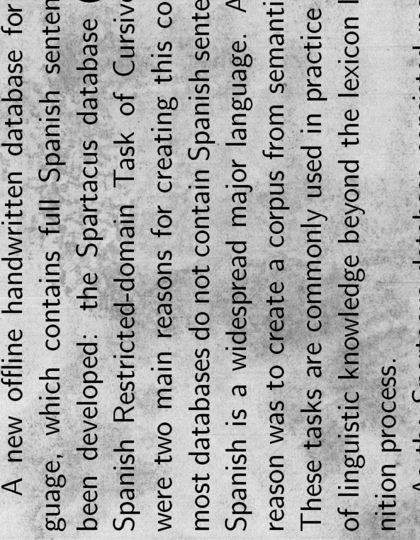 A new offline handwritten database for
guage, which contains full Spanish senten
been developed: the Spartacus database (
Spanish Restricted-domain Task of Cursive
were two main reasons for creating this co
most databases do not contain Spanish sente
Spanish is a widespread major language. A
reason was to create a corpus from semanti
These tasks are commonly used in practice
of linguistic knowledge beyond the lexicon l
nition process.